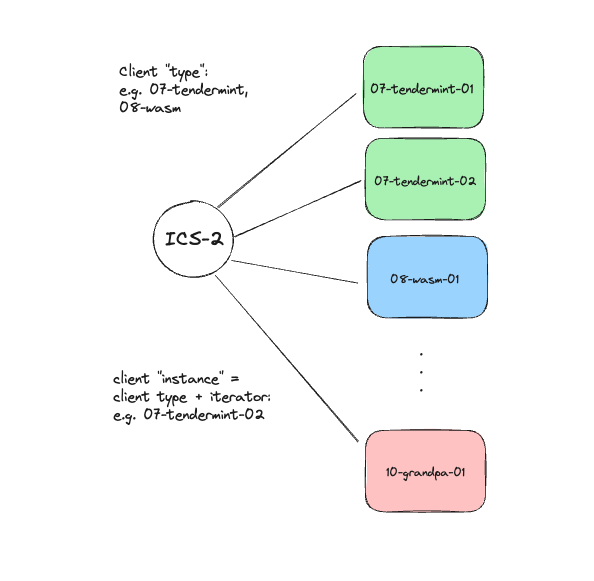 Client "type":
e.g. 07-tendermint,
08-wasm
07-tendermint-01
07-tendermint-02
ICS-2
08-wasm-01
client "instance" =
client type + iterator:
e.g. 07-tendermint-02
10-grandpa-01